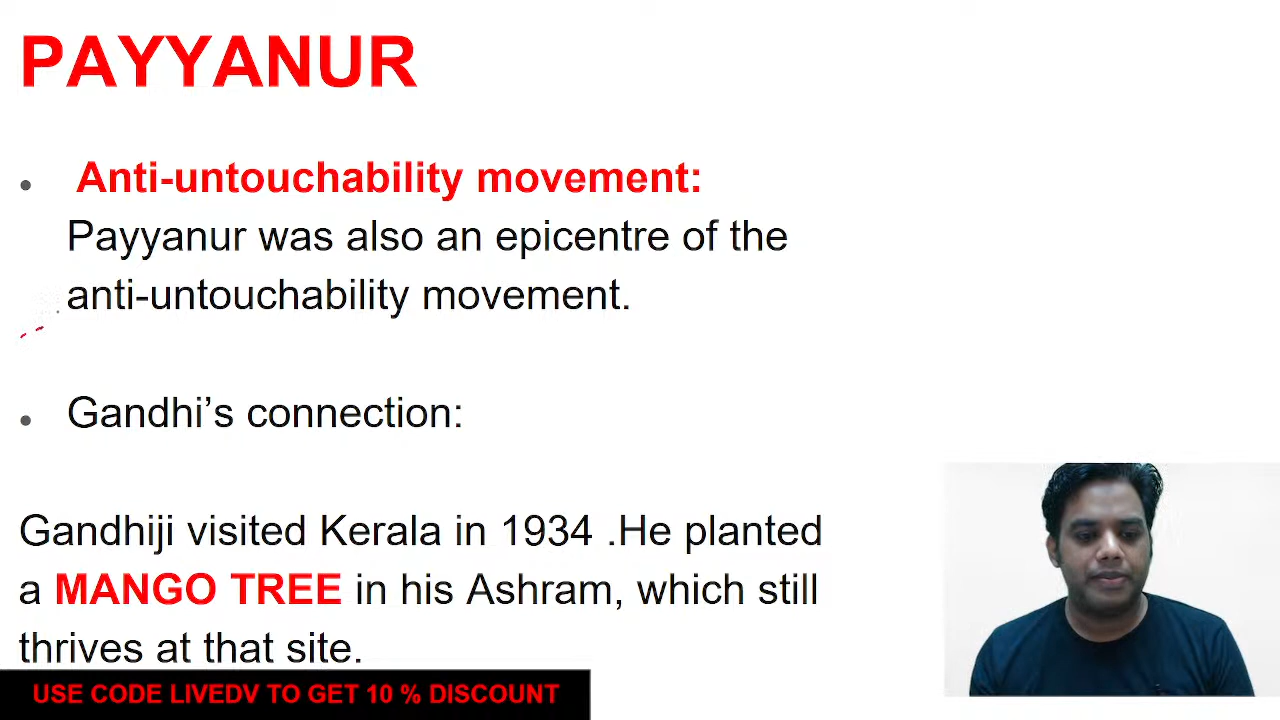 PAYYANUR
• Anti-untouchability movement:
Payyanur was also an epicentre of the
anti-untouchability movement.
• Gandhi’s connection:
Gandhiji visited Kerala in 1934 .He planted
a MANGO TREE in his Ashram, which still
thrives at that site.
USE CODE LIVEDV TO GET 10 % DISCOUNT